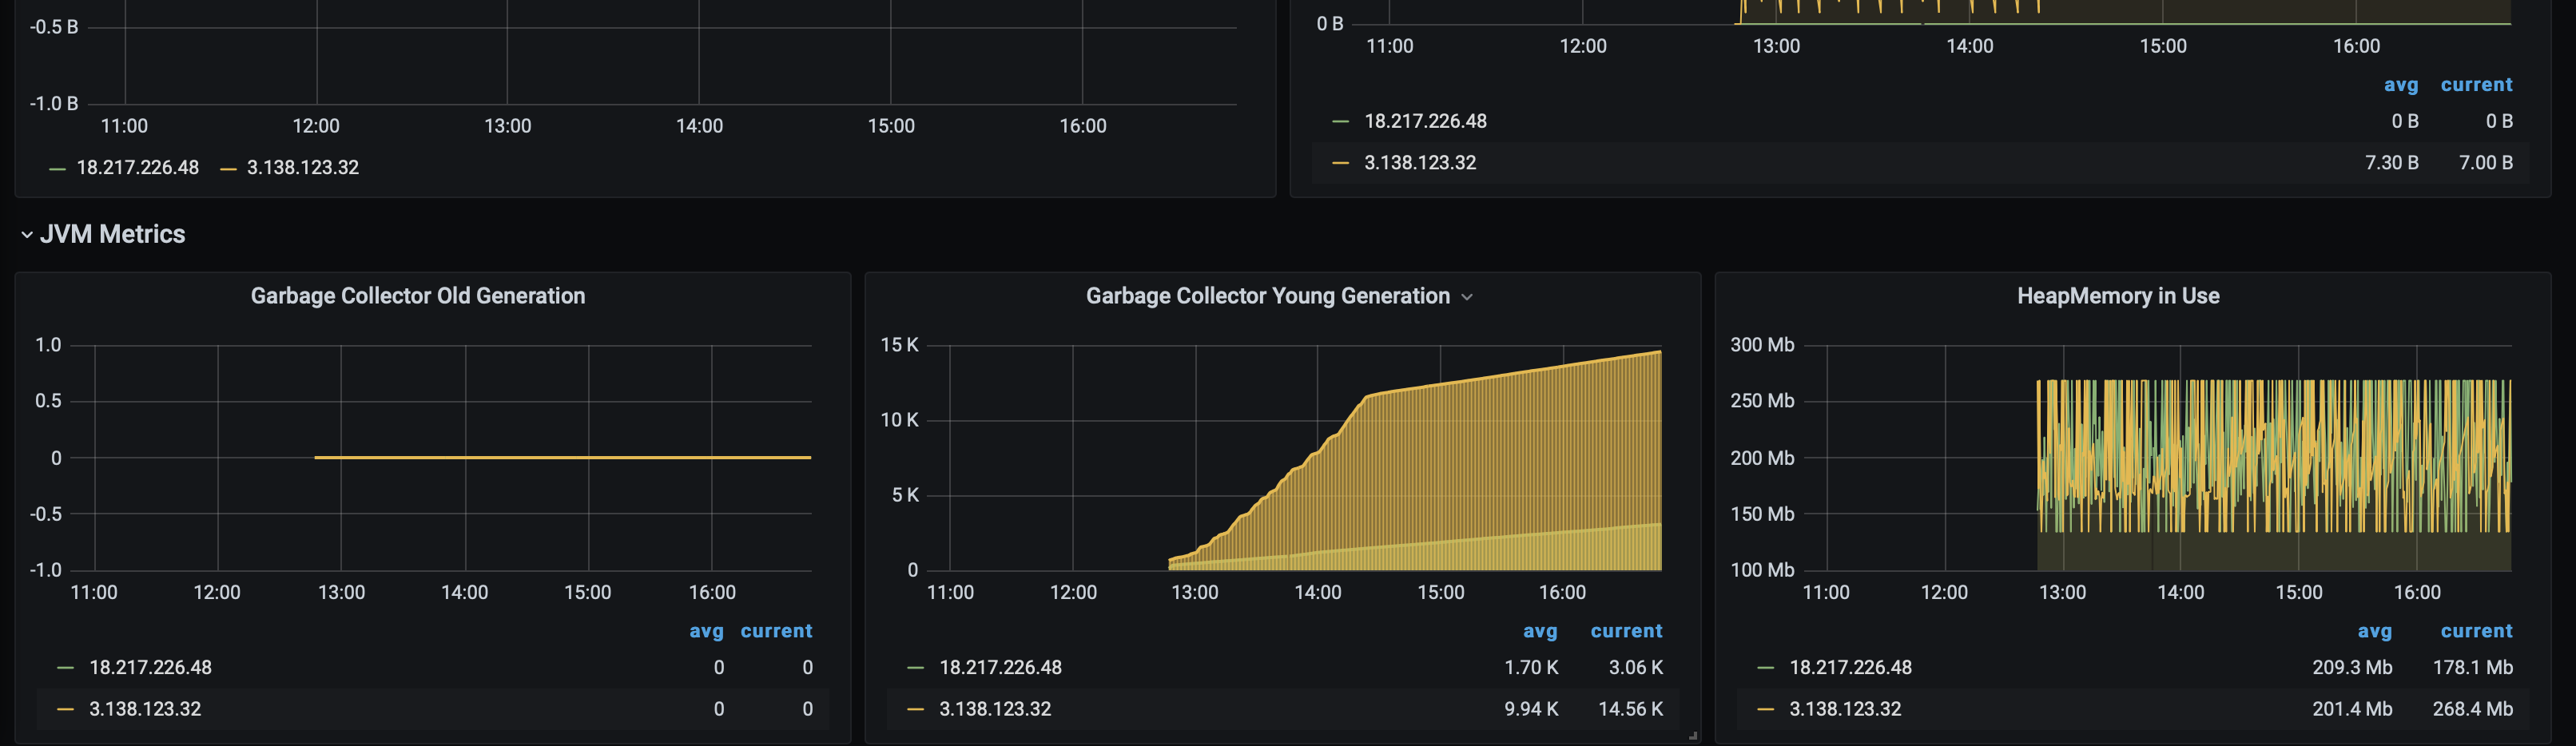 -0.5 B
-1.0 B
11:00 12:00 13:00 14:00 15:00 16:00
18.217.226.48 3.138.123.32
0 B
11:00 12:00 13:00 14:00 15:00 16:00
avg current
18.217.226.48 0 B 0 B
3.138.123.32 7.30 B 7.00 B
JVM Metrics
Garbage Collector Old Generation
1.0
0.5
0
-0.5
-1.0
11:00 12:00 13:00 14:00 15:00 16:00
avg current
18.217.226.48 0 0
3.138.123.32 0 0
Garbage Collector Young Generation
15 K
10 K
5 K
0
11:00 12:00 13:00 14:00 15:00 16:00
avg current
18.217.226.48 1.70 K 3.06 K
3.138.123.32 9.94 K 14.56 K
HeapMemory in Use
300 Mb
250 Mb
200 Mb
150 Mb
100 Mb
11:00 12:00 13:00 14:00 15:00 16:00
avg current
18.217.226.48 209.3 Mb 178.1 Mb
3.138.123.32 201.4 Mb 268.4 Mb